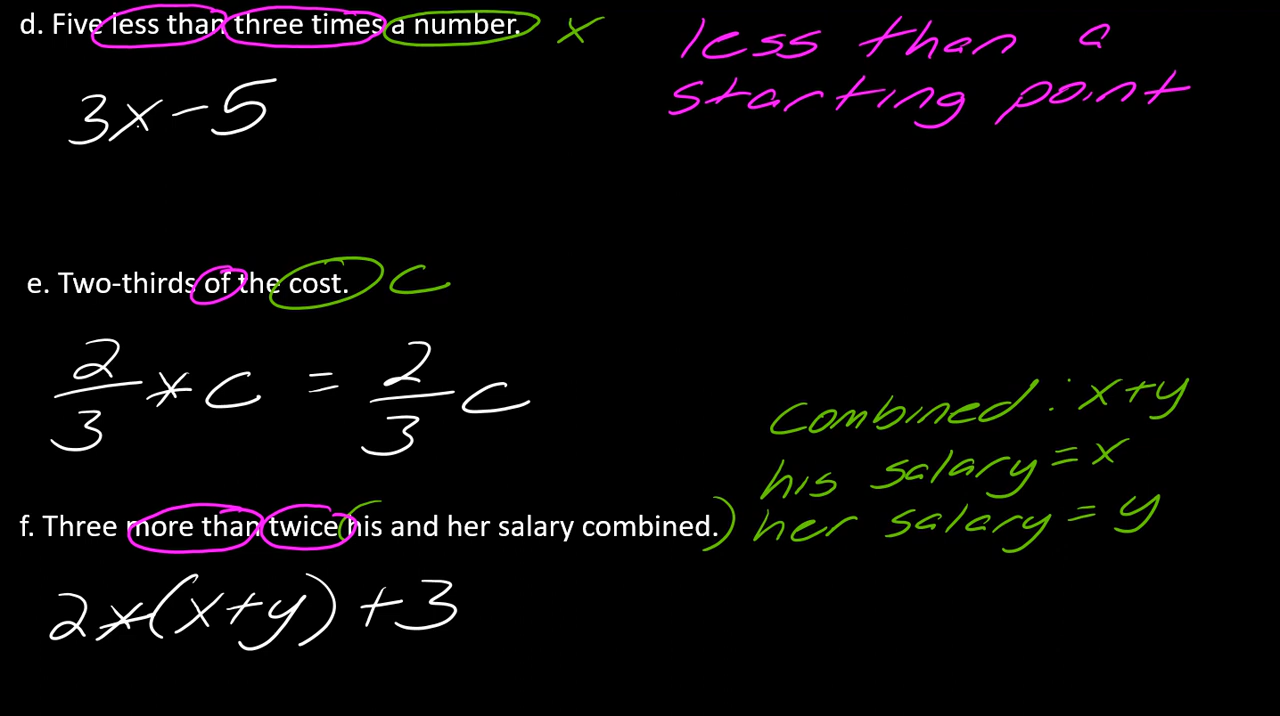 d. Five less than three times a number. x
less than a
starting point
3x - 5
e. Two-thirds of the cost. c
2/3 * c = 2/3 c
combined: x+y
his salary = x
her salary = y
f. Three more than twice his and her salary combined.
2*(x+y) + 3